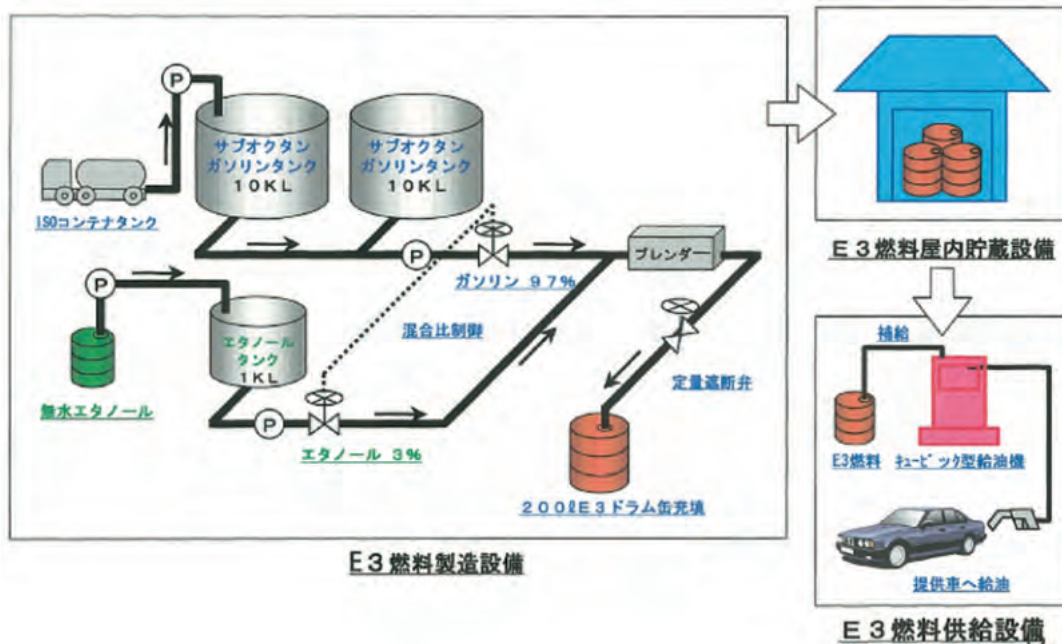 P
サブオクタン
ガソリンタンク
10KL
サブオクタン
ガソリンタンク
10KL
ISOコンテナタンク
P
ブレンダー
ガソリン 97%
P
混合比制御
エタノール
タンク
1KL
定量遮断弁
無水エタノール
P
エタノール 3%
200ℓE3ドラム缶充填
E3燃料製造設備
E3燃料屋内貯蔵設備
補給
E3燃料
キュービック型給油機
提供車へ給油
E3燃料供給設備